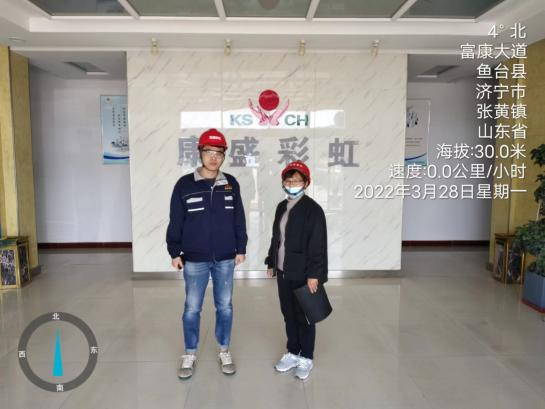 4° 北
富康大道
鱼台县
济宁市
张黄镇
山东省
海拔:30.0米
速度:0.0公里/小时
2022年3月28日星期一
KS CH
康盛彩虹
北
西 东
南